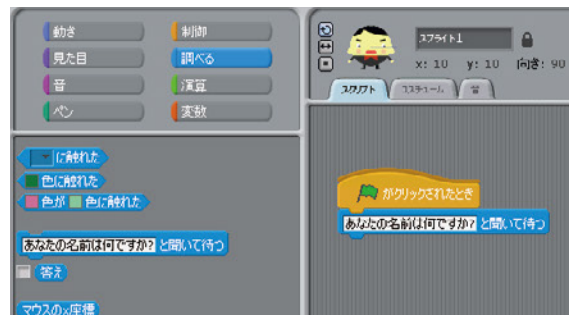 動き 制御
見た目 調べる
音 演算
ペン 変数
スプライト1
x: 10 y: 10 向き: 90
スクリプト コスチューム 音
に触れた
色に触れた
色が 色に触れた
あなたの名前は何ですか? と聞いて待つ
答え
マウスのx座標
がクリックされたとき
あなたの名前は何ですか? と聞いて待つ